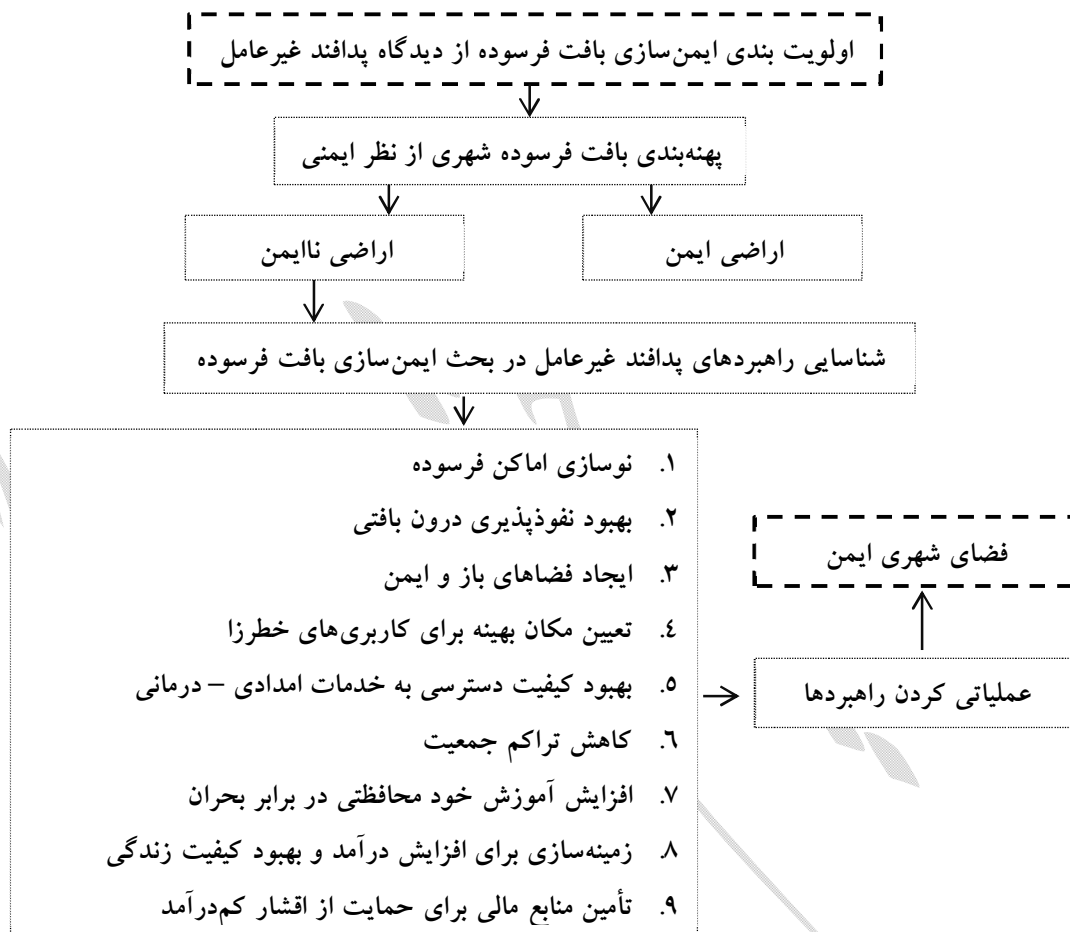 اولویت بندی ایمن‌سازی بافت فرسوده از دیدگاه پدافند غیرعامل
پهنه‌بندی بافت فرسوده شهری از نظر ایمنی
اراضی ایمن
اراضی ناایمن
شناسایی راهبردهای پدافند غیرعامل در بحث ایمن‌سازی بافت فرسوده
۱. نوسازی اماکن فرسوده
۲. بهبود نفوذپذیری درون بافتی
۳. ایجاد فضاهای باز و ایمن
٤. تعیین مکان بهینه برای کاربری‌های خطرزا
٥. بهبود کیفیت دسترسی به خدمات امدادی – درمانی
٦. کاهش تراکم جمعیت
۷. افزایش آموزش خود محافظتی در برابر بحران
۸. زمینه‌سازی برای افزایش درآمد و بهبود کیفیت زندگی
۹. تأمین منابع مالی برای حمایت از اقشار کم‌درآمد
عملیاتی کردن راهبردها
فضای شهری ایمن